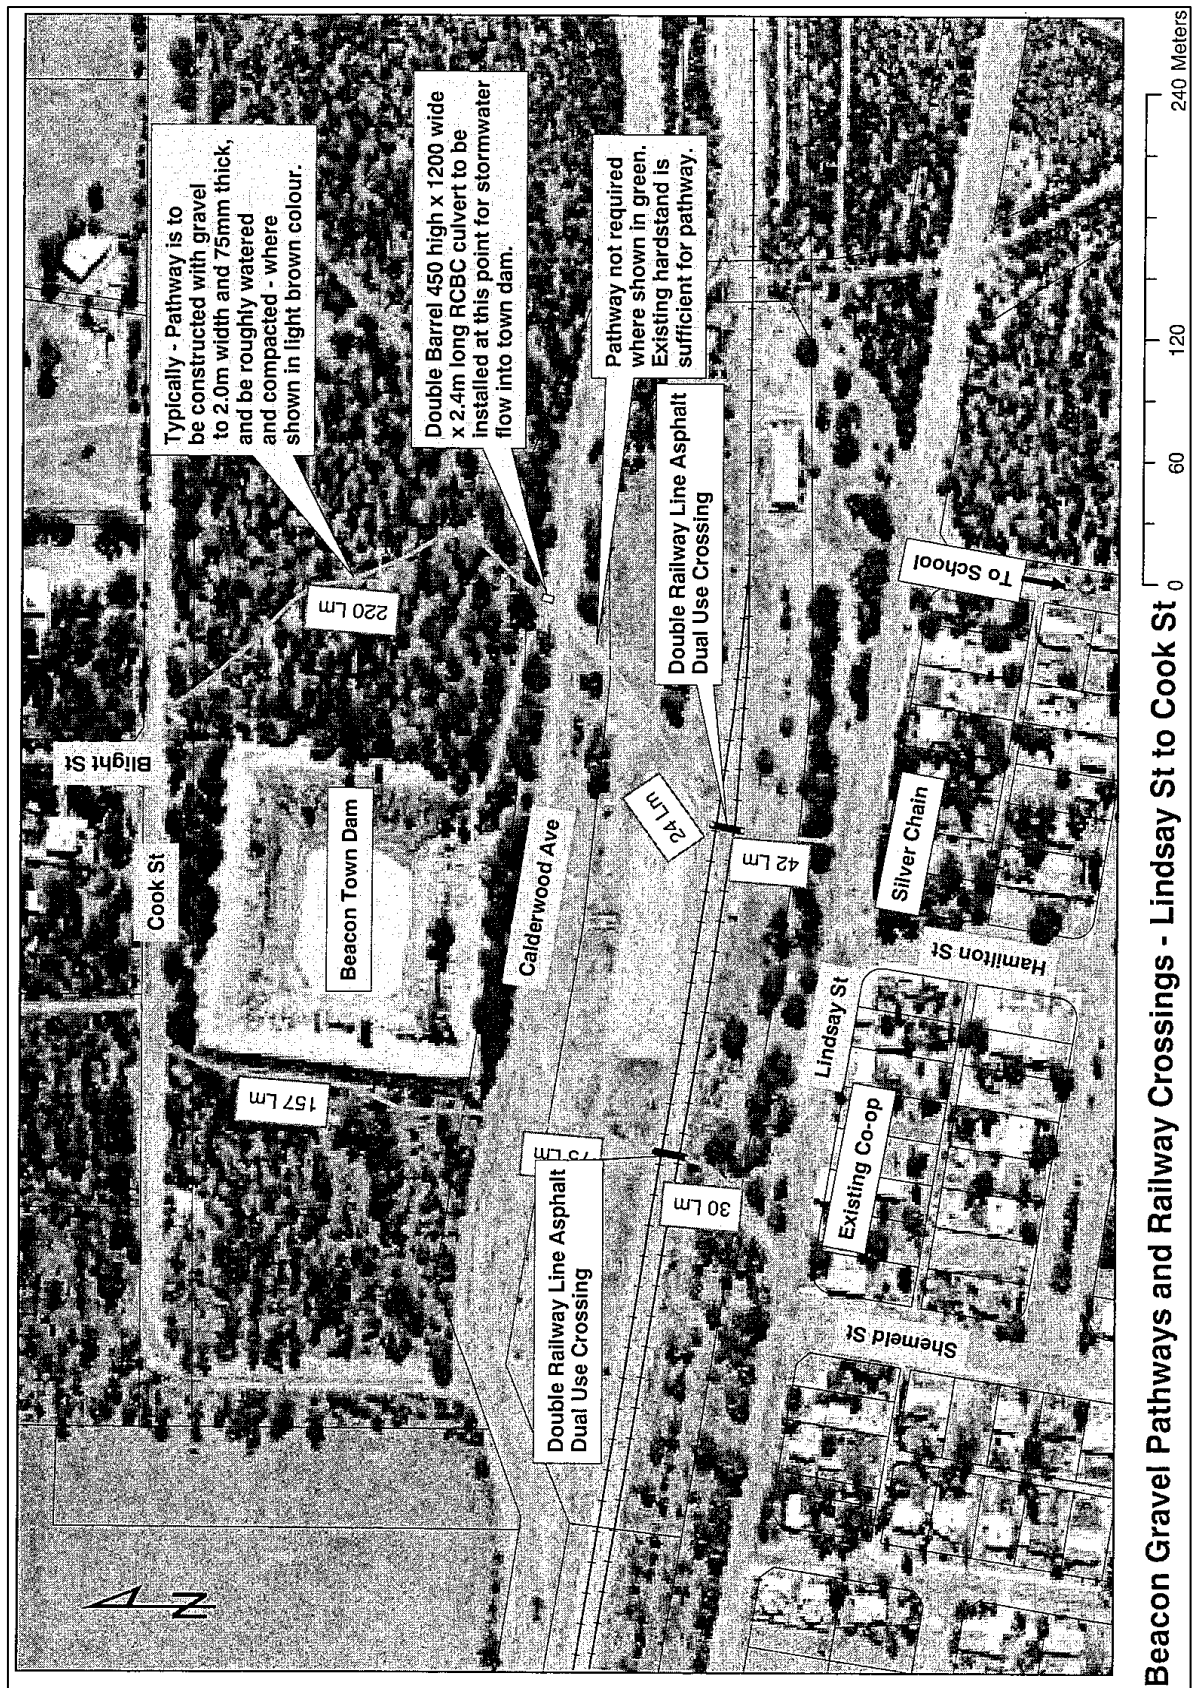 Typically - Pathway is to
be constructed with gravel
to 2.0m width and 75mm thick,
and be roughly watered
and compacted - where
shown in light brown colour.
Double Barrel 450 high x 1200 wide
x 2.4m long RCBC culvert to be
installed at this point for stormwater
flow into town dam.
Pathway not required
where shown in green.
Existing hardstand is
sufficient for pathway.
Double Railway Line Asphalt
Dual Use Crossing
220 Lm
Blight St
Cook St
Beacon Town Dam
Calderwood Ave
24 Lm
42 Lm
To School
Silver Chain
Hamilton St
Lindsay St
157 Lm
Double Railway Line Asphalt
Dual Use Crossing
30 Lm
Existing Co-op
Shemeld St
N
Beacon Gravel Pathways and Railway Crossings - Lindsay St to Cook St
0 60 120 240 Meters